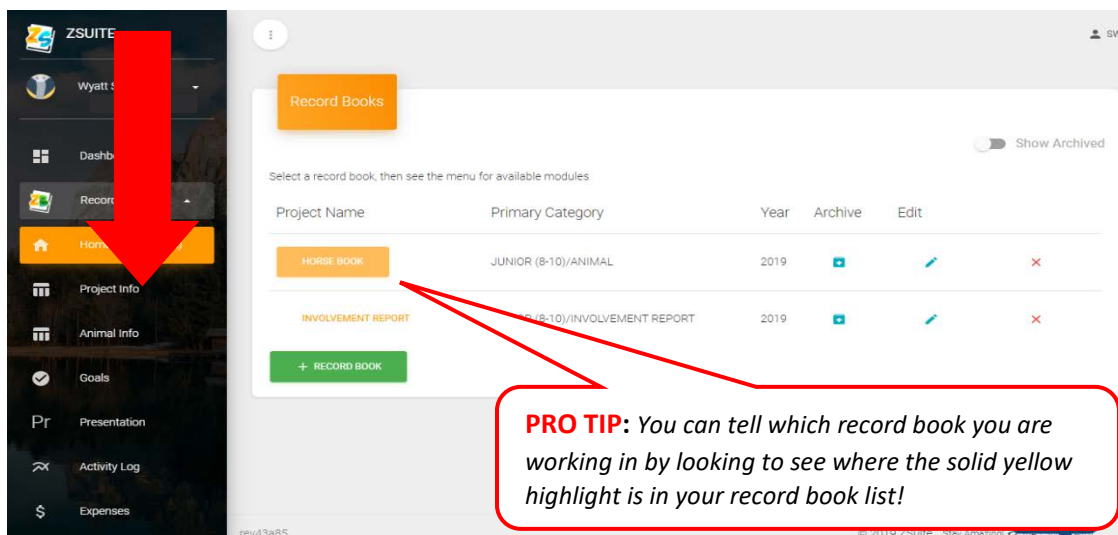 ZSUITE
Wyatt
Record Books
Show Archived
Select a record book, then see the menu for available modules
Project Name Primary Category Year Archive Edit
HORSE BOOK JUNIOR (8-10)/ANIMAL 2019
INVOLVEMENT REPORT (8-10)/INVOLVEMENT REPORT 2019
+ RECORD BOOK
Project Info
Animal Info
Goals
Pr Presentation
Activity Log
$ Expenses
PRO TIP: You can tell which record book you are
working in by looking to see where the solid yellow
highlight is in your record book list!